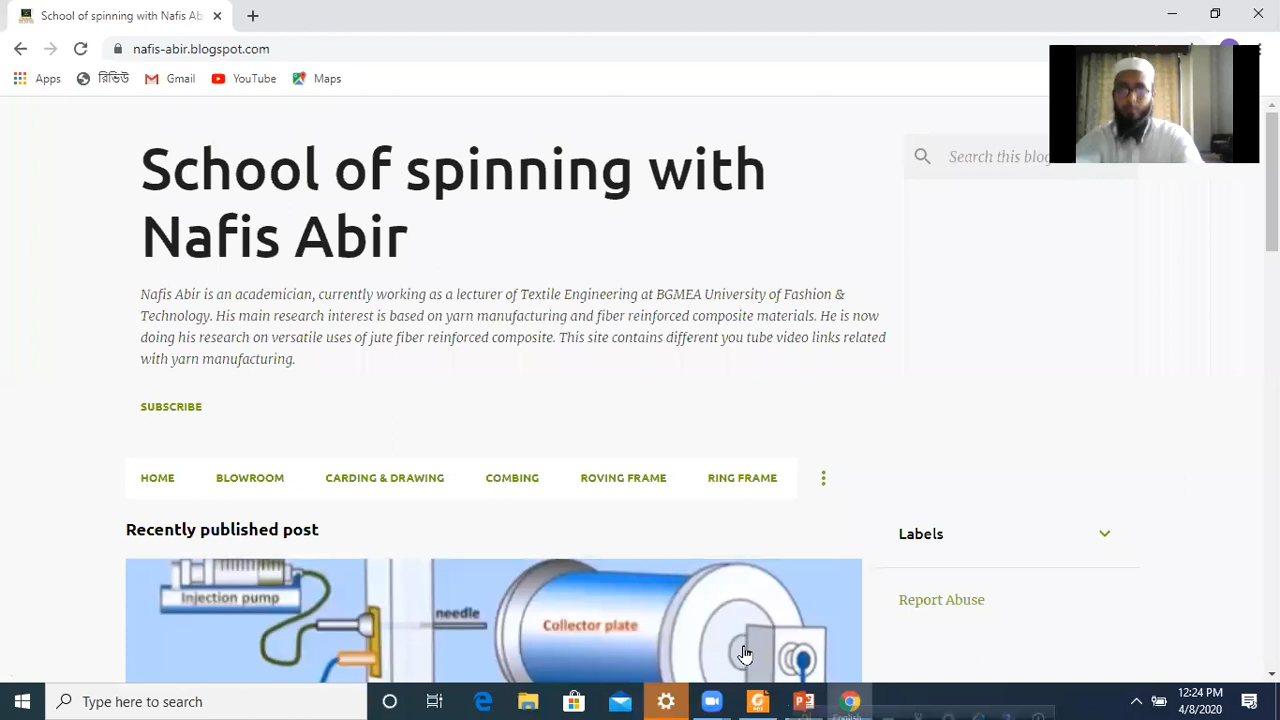 School of spinning with Nafis Ab
nafis-abir.blogspot.com
Apps
রিভিউ
Gmail
YouTube
Maps
School of spinning with
Nafis Abir
Search this blog
Nafis Abir is an academician, currently working as a lecturer of Textile Engineering at BGMEA University of Fashion &
Technology. His main research interest is based on yarn manufacturing and fiber reinforced composite materials. He is now
doing his research on versatile uses of jute fiber reinforced composite. This site contains different you tube video links related
with yarn manufacturing.
SUBSCRIBE
HOME
BLOWROOM
CARDING & DRAWING
COMBING
ROVING FRAME
RING FRAME
Recently published post
Labels
Report Abuse
Injection pump
needle
Collector plate
Type here to search
12:24 PM
4/8/2020